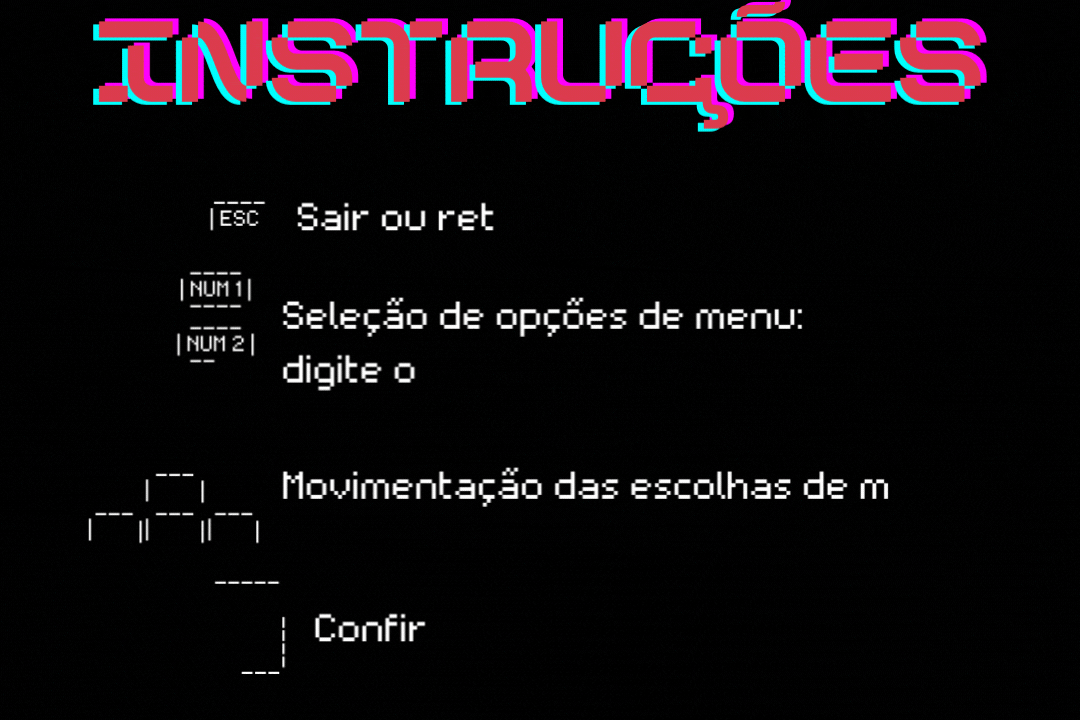 INSTRUÇÕES
ESC Sair ou ret
NUM 1
Seleção de opções de menu:
NUM 2
digite o
Movimentação das escolhas de m
Confir